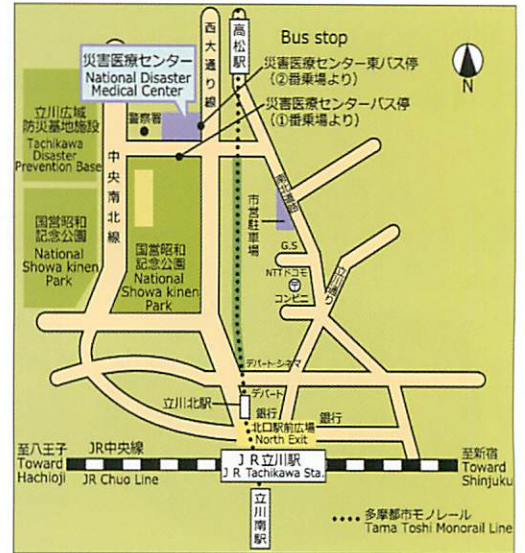 西大通り線
高松駅
Bus stop
災害医療センター
National Disaster
Medical Center
災害医療センター東バス停
(②番乗場より)
災害医療センターバス停
(①番乗場より)
N
立川広域
防災基地施設
Tachikawa
Disaster
Prevention Base
警察署
中央南北線
国営昭和
記念公園
National
Showa kinen
Park
国営昭和
記念公園
National
Showa kinen
Park
市営駐車場
G.S
NTTドコモ
コンビニ
立川通り
デパート・シネマ
デパート
立川北駅
銀行
銀行
北口駅前広場
North Exit
至八王子
Toward
Hachioji
JR中央線
JR Chuo Line
JR立川駅
JR Tachikawa Sta.
至新宿
Toward
Shinjuku
立川南駅
多摩都市モノレール
Tama Toshi Monorail Line